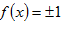 f(x) = ±1